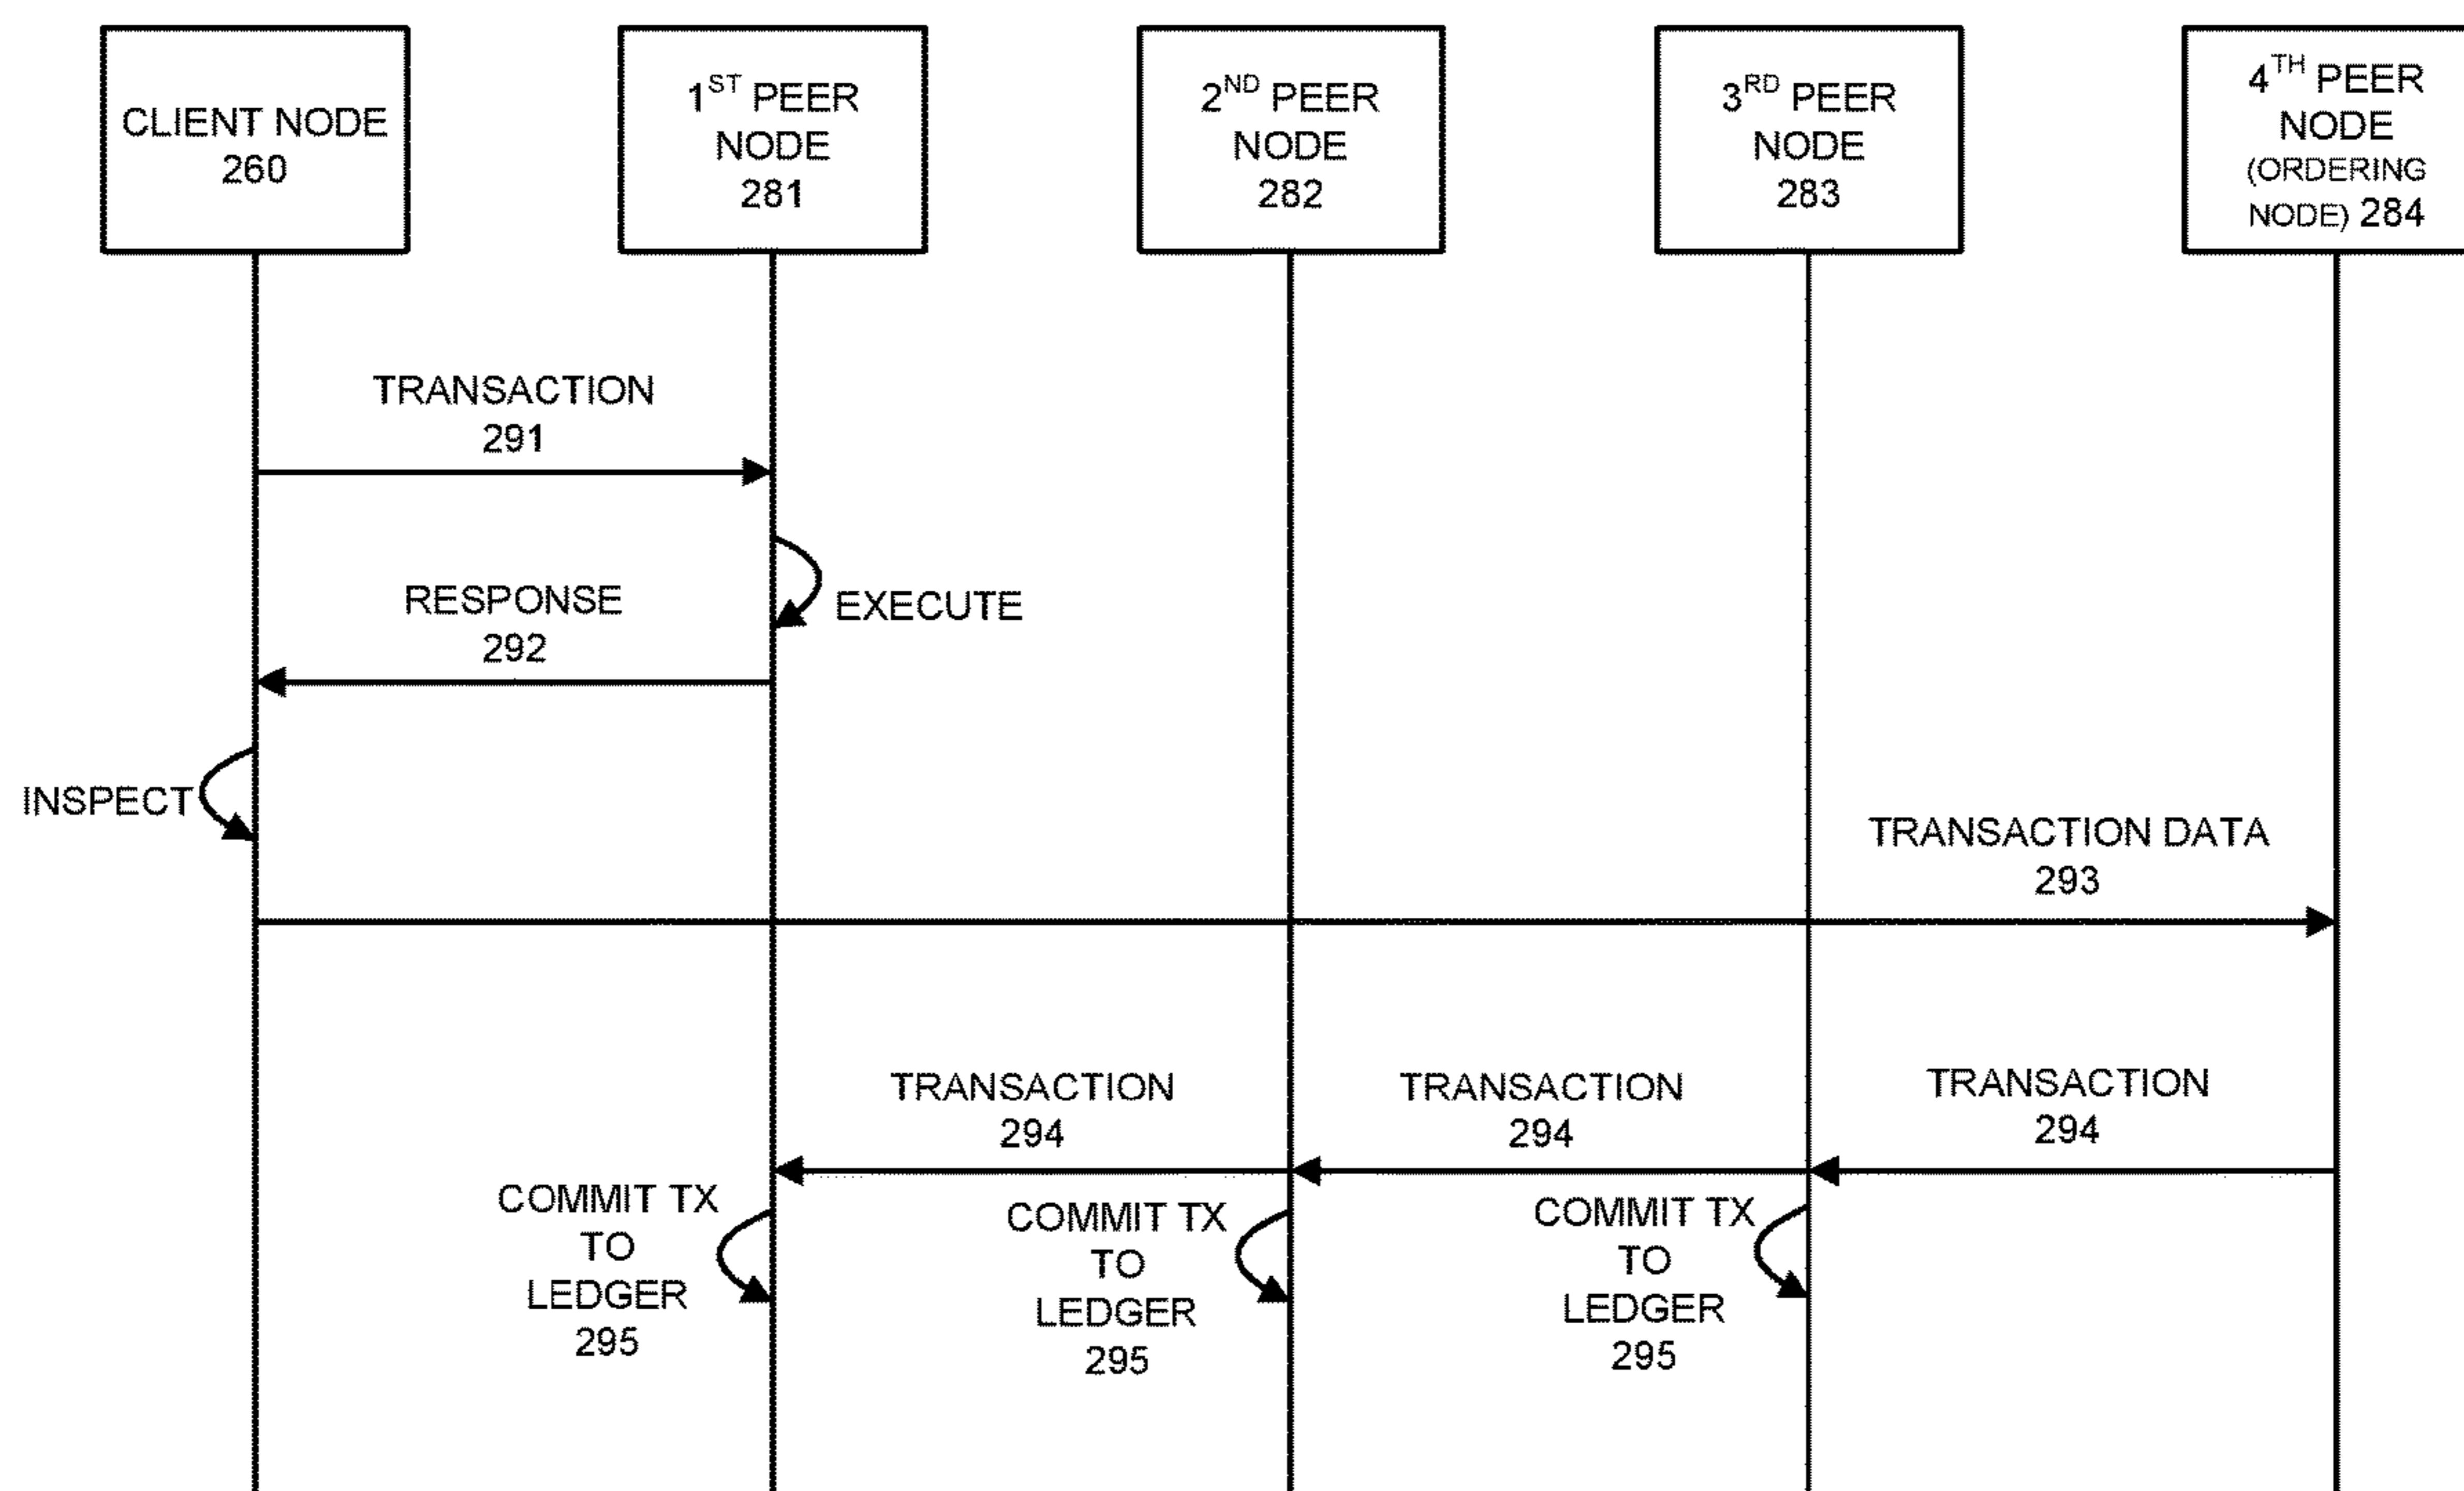 CLIENT NODE
260
1ST PEER
NODE
281
2ND PEER
NODE
282
3RD PEER
NODE
283
4TH PEER
NODE
(ORDERING
NODE) 284
TRANSACTION
291
EXECUTE
RESPONSE
292
INSPECT
TRANSACTION DATA
293
TRANSACTION
294
TRANSACTION
294
TRANSACTION
294
COMMIT TX
TO
LEDGER
295
COMMIT TX
TO
LEDGER
295
COMMIT TX
TO
LEDGER
295